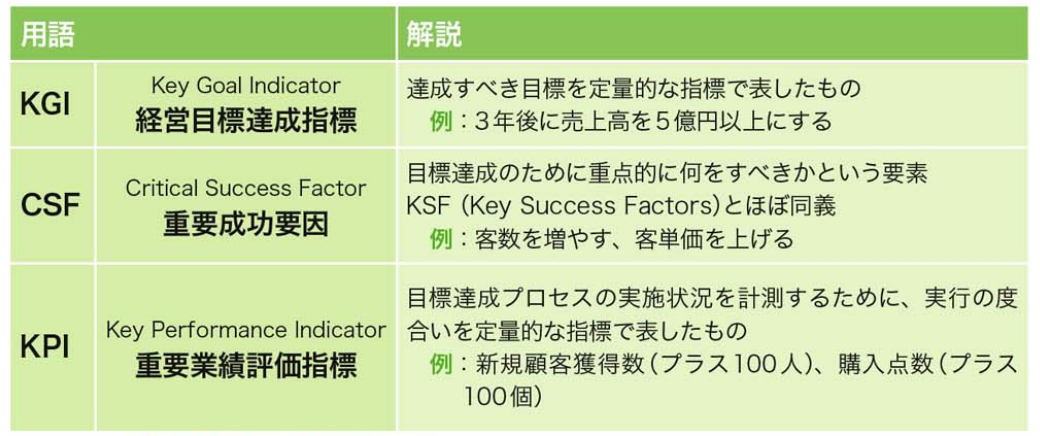 用語
解説
KGI
Key Goal Indicator
経営目標達成指標
達成すべき目標を定量的な指標で表したもの
例：3年後に売上高を5億円以上にする
CSF
Critical Success Factor
重要成功要因
目標達成のために重点的に何をすべきかという要素
KSF (Key Success Factors)とほぼ同義
例：客数を増やす、客単価を上げる
KPI
Key Performance Indicator
重要業績評価指標
目標達成プロセスの実施状況を計測するために、実行の度
合いを定量的な指標で表したもの
例：新規顧客獲得数(プラス100人)、購入点数(プラス
100個)